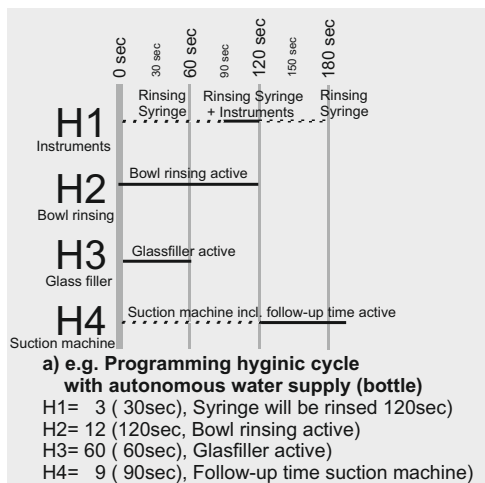 0 sec
30 sec
60 sec
90 sec
120 sec
150 sec
180 sec
Rinsing Rinsing Syringe Rinsing
Syringe + Instruments Syringe
H1
Instruments
Bowl rinsing active
H2
Bowl rinsing
Glassfiller active
H3
Glass filler
Suction machine incl. follow-up time active
H4
Suction machine
a) e.g. Programming hyginic cycle
with autonomous water supply (bottle)
H1= 3 ( 30sec), Syringe will be rinsed 120sec)
H2= 12 (120sec, Bowl rinsing active)
H3= 60 ( 60sec), Glasfiller active)
H4= 9 ( 90sec), Follow-up time suction machine)